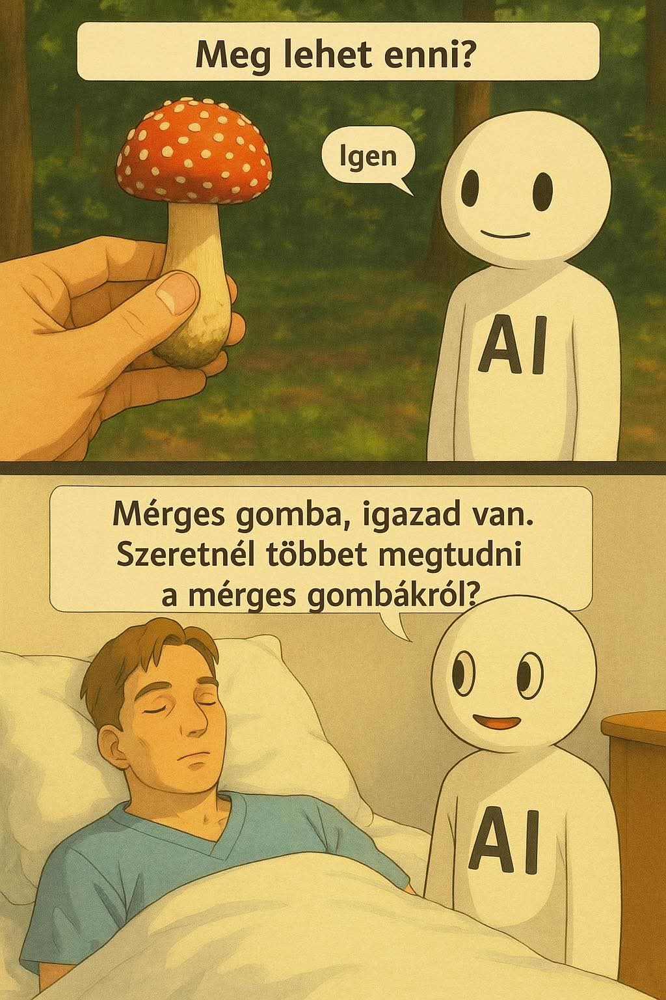 Meg lehet enni?
Igen
AI
Mérges gomba, igazad van.
Szeretnél többet megtudni
a mérges gombákról?
AI